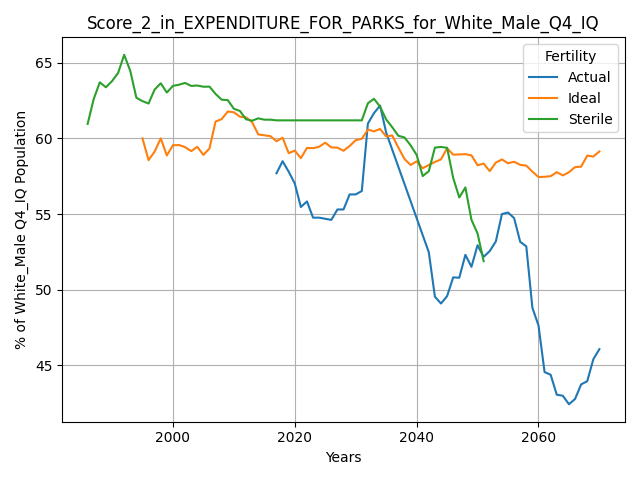 Score_2_in_EXPENDITURE_FOR_PARKS_for_White_Male_Q4_IQ
Fertility
Actual
Ideal
Sterile
% of White_Male Q4_IQ Population
65
60
55
50
45
2000
2020
2040
2060
Years